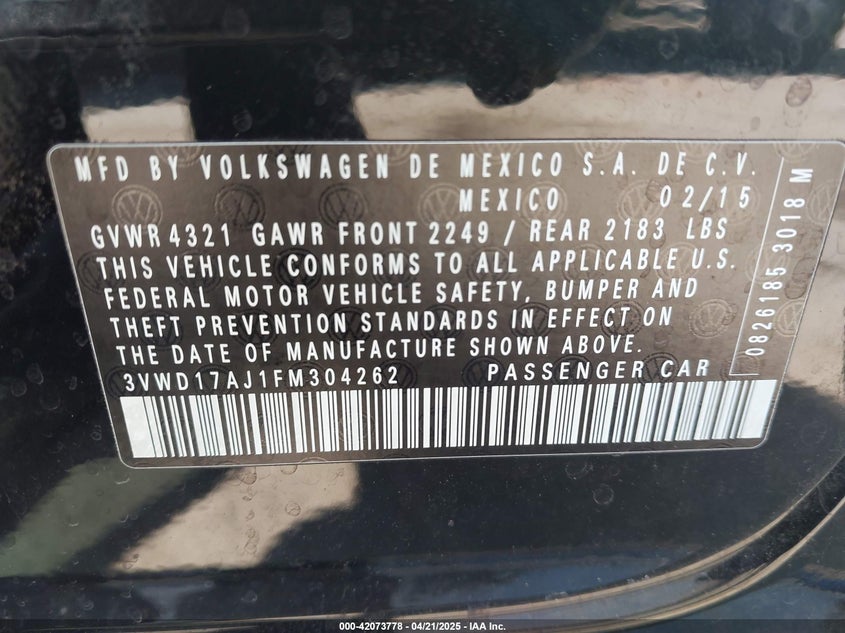 MFD BY VOLKSWAGEN DE MEXICO S.A. DE C.V.
MEXICO 02/15
GVWR 4321 GAWR FRONT 2249 / REAR 2183 LBS
THIS VEHICLE CONFORMS TO ALL APPLICABLE U.S.
FEDERAL MOTOR VEHICLE SAFETY, BUMPER AND
THEFT PREVENTION STANDARDS IN EFFECT ON
THE DATE OF MANUFACTURE SHOWN ABOVE.
3VWD17AJ1FM304262 PASSENGER CAR
0826185 3018 M
000-42073778 - 04/21/2025 - IAA Inc.